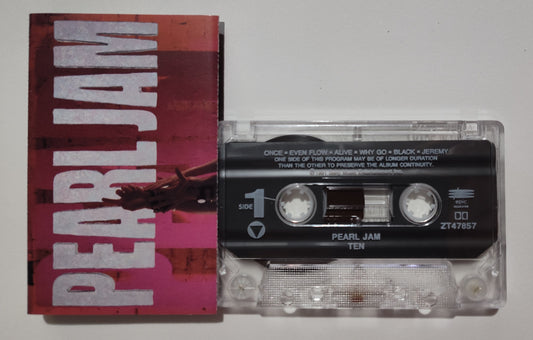 PEARL JAM
ONCE • EVEN FLOW • ALIVE • WHY GO • BLACK • JEREMY
ONE SIDE OF THIS PROGRAM MAY BE OF LONGER DURATION
THAN THE OTHER TO PRESERVE THE ALBUM CONTINUITY.
SIDE 1
epic
ZT47857
PEARL JAM
TEN